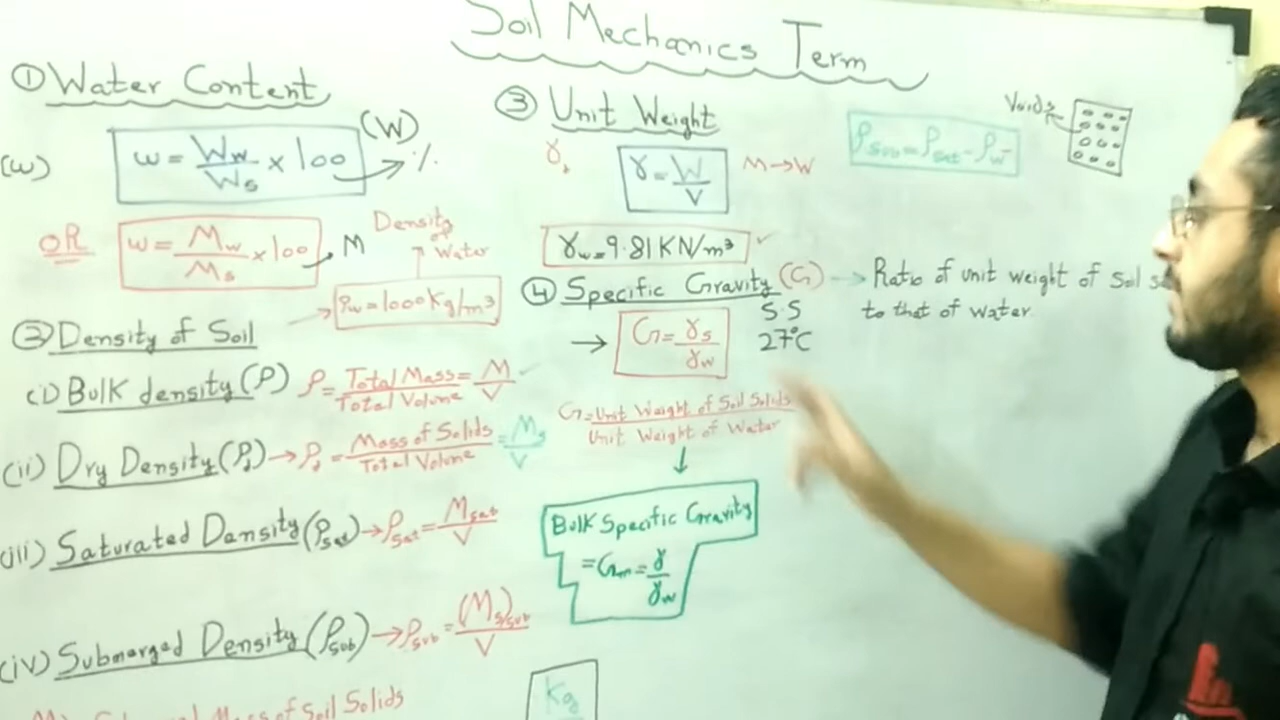 Soil Mechanics Term
① Water Content
(w)
w = Ww/Ws × 100 → %
(W)
OR
w = Mw/Ms × 100 → M
Density of Water
ρw = 1000 Kg/m³
② Density of Soil
(i) Bulk density (ρ) ρ = Total Mass/Total Volume = M/V
(ii) Dry Density (ρd) → ρd = Mass of Solids/Total Volume = Ms/V
(iii) Saturated Density (ρsat) → ρsat = Msat/V
(iv) Submerged Density (ρsub) → ρsub = (Ms)sub/V
Mass of Soil Solids
③ Unit Weight
γ, γ = W/V M → W
γw = 9.81 KN/m³
④ Specific Gravity (G) → Ratio of unit weight of Soil
to that of water
S.S
27°C
→ G = γs/γw
G = Unit Weight of Soil Solids/Unit Weight of Water
↓
Bulk Specific Gravity
= Gm = γ/γw
Kg
ρsub = ρsat - ρw
Voids